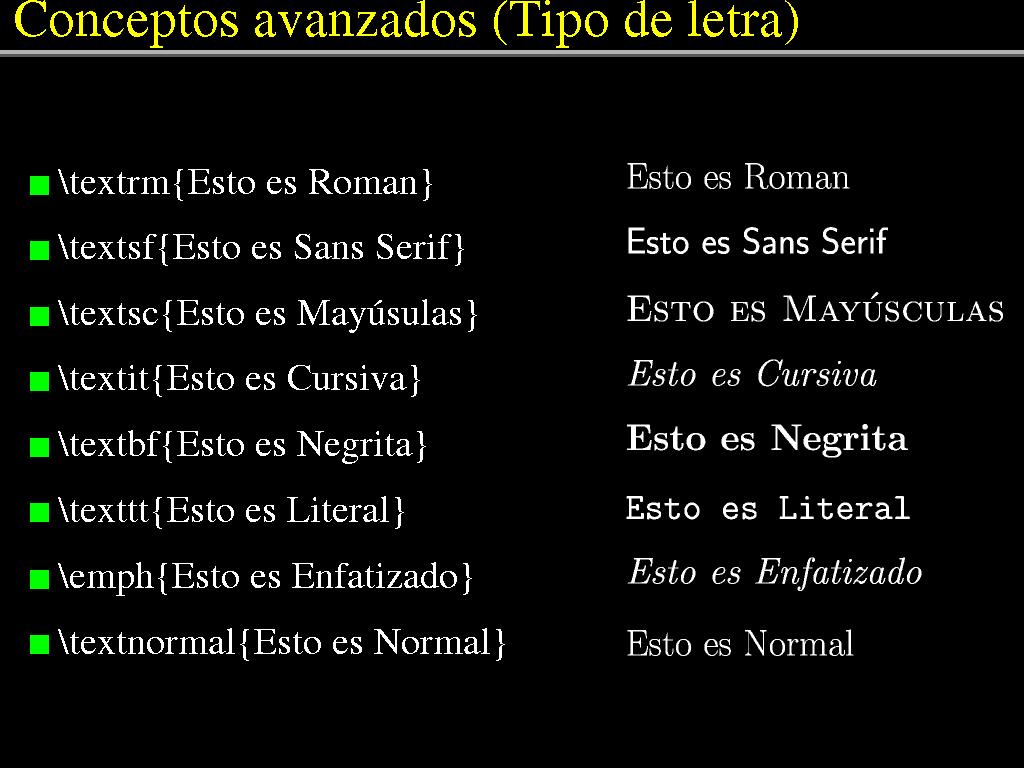 Conceptos avanzados (Tipo de letra)
\textrm{Esto es Roman} Esto es Roman
\textsf{Esto es Sans Serif} Esto es Sans Serif
\textsc{Esto es Mayúsulas} Esto es Mayúsculas
\textit{Esto es Cursiva} Esto es Cursiva
\textbf{Esto es Negrita} Esto es Negrita
\texttt{Esto es Literal} Esto es Literal
\emph{Esto es Enfatizado} Esto es Enfatizado
\textnormal{Esto es Normal} Esto es Normal